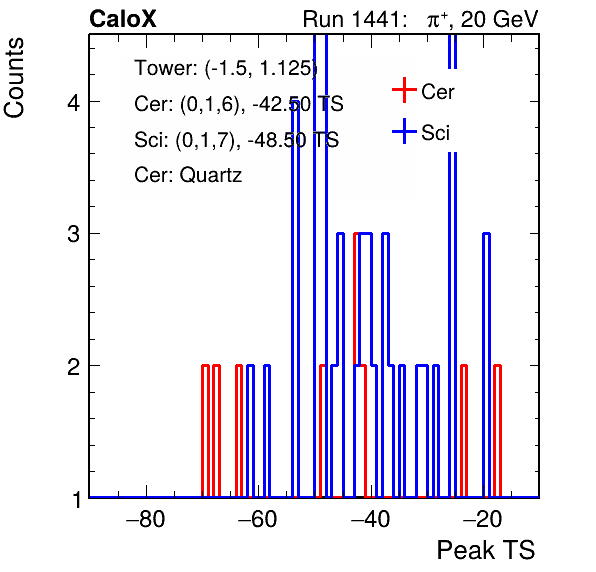 CaloX Run 1441: π⁺, 20 GeV
Counts
Tower: (-1.5, 1.125)
Cer: (0,1,6), -42.50 TS
Sci: (0,1,7), -48.50 TS
Cer: Quartz
Cer
Sci
4
3
2
1
−80 −60 −40 −20
Peak TS